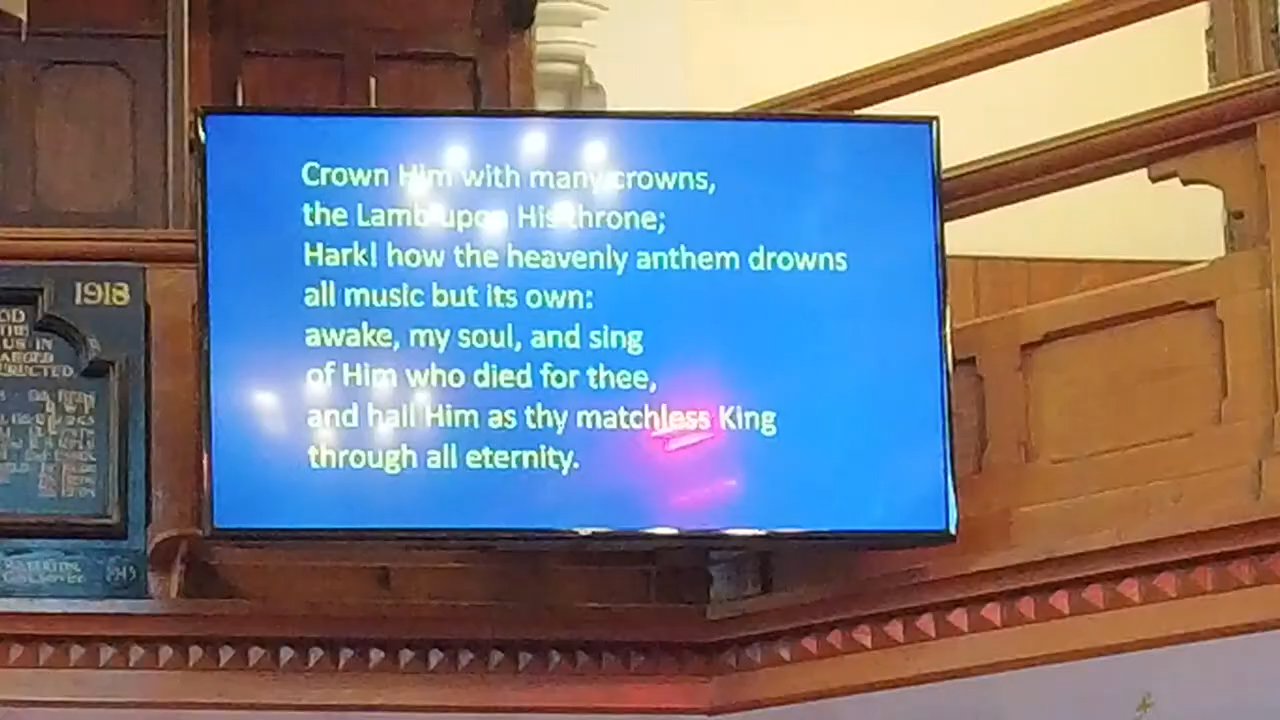 Crown Him with many crowns,
the Lamb upon His throne;
Hark! how the heavenly anthem drowns
all music but its own:
awake, my soul, and sing
of Him who died for thee,
and hail Him as thy matchless King
through all eternity.
1918
US IN